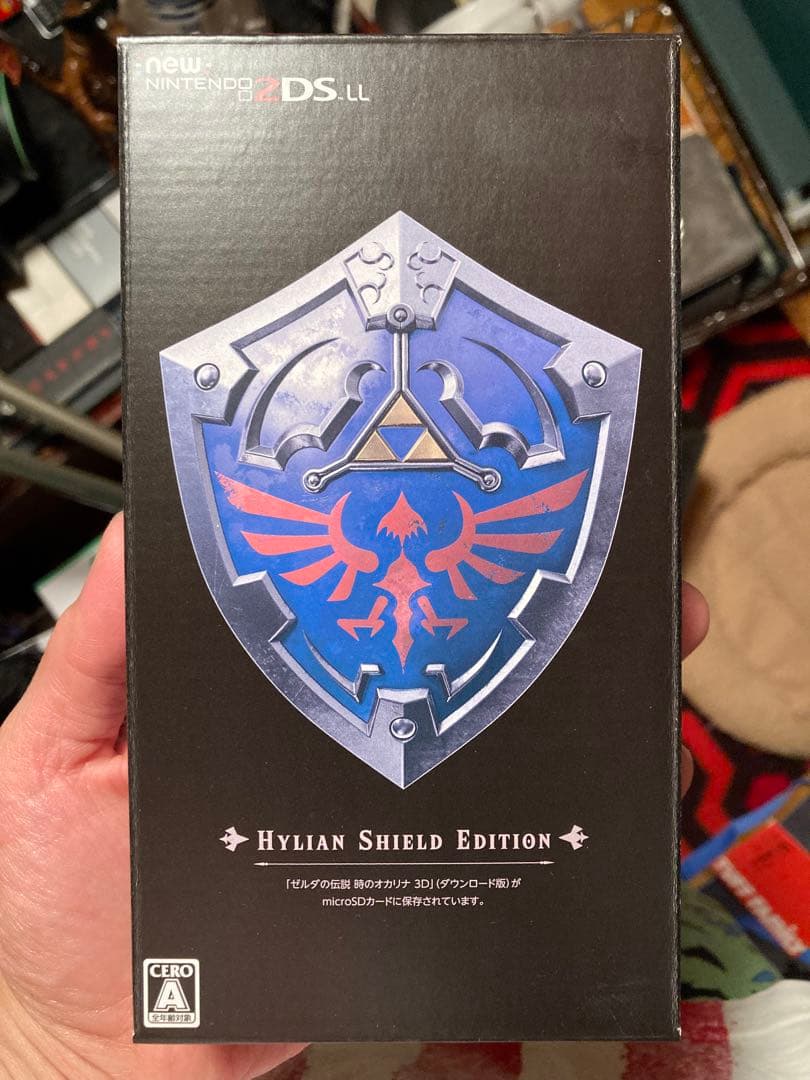 new
NINTENDO 2DS LL
HYLIAN SHIELD EDITION
「ゼルダの伝説 時のオカリナ 3D」(ダウンロード版)が
microSDカードに保存されています。
CERO
A
全年齢対象